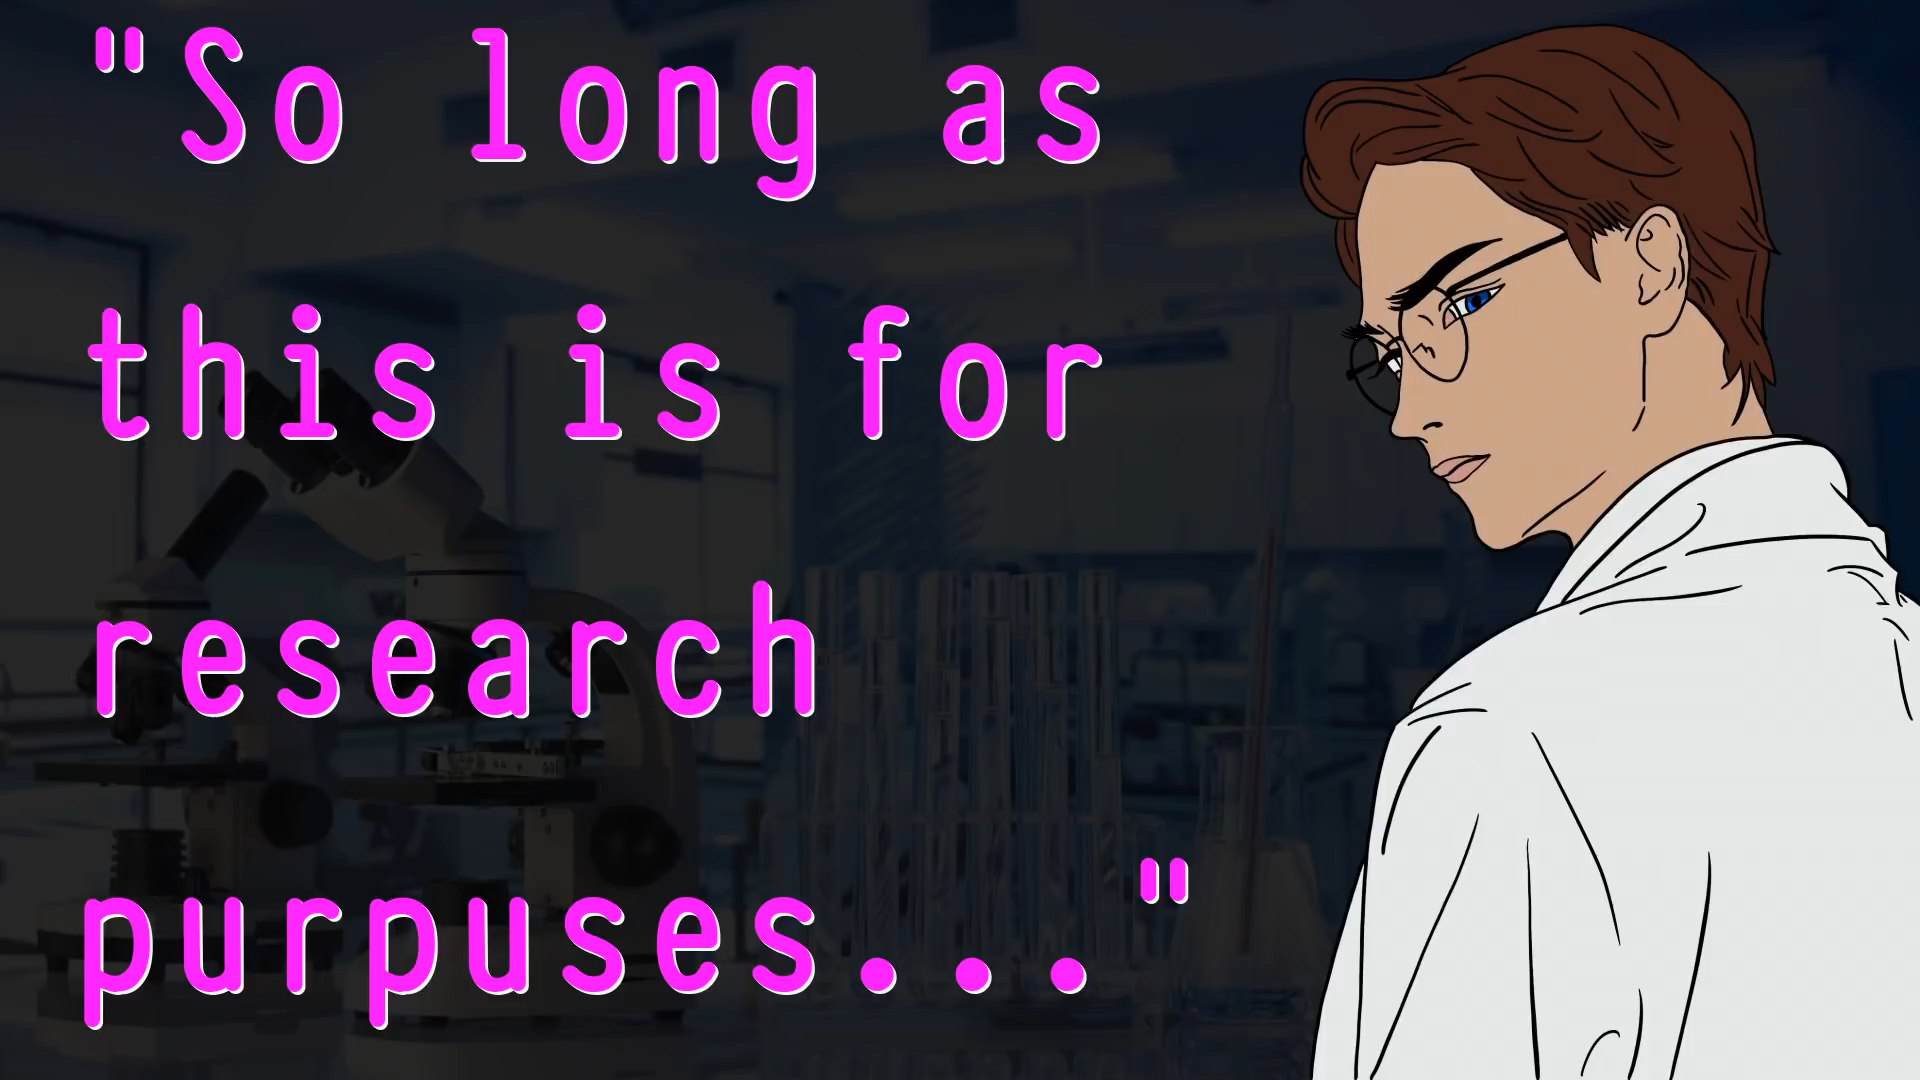 "So long as
this is for
research
purpuses..."